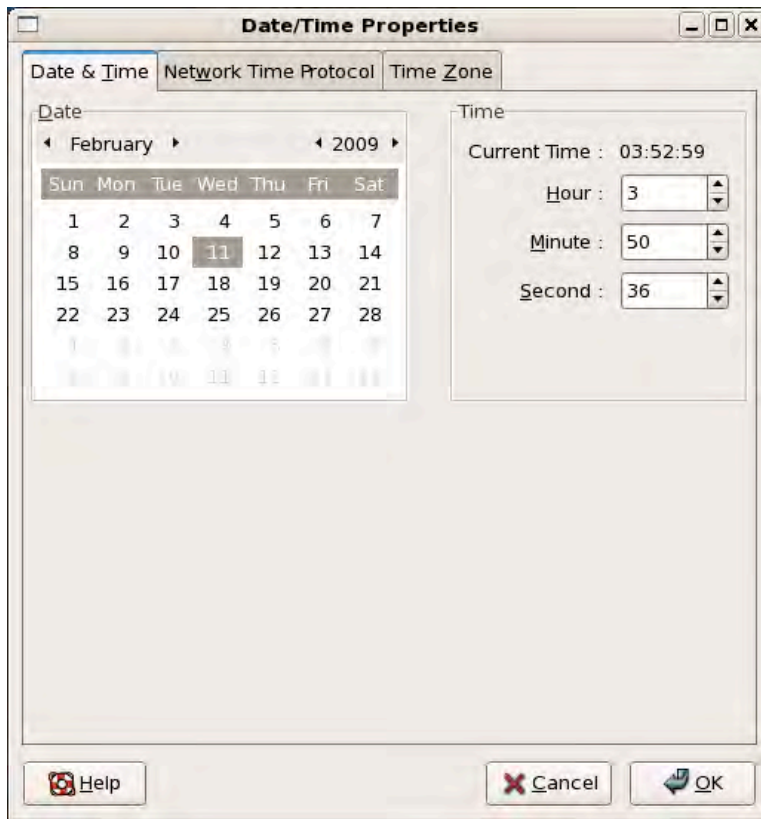 Date/Time Properties
Date & Time
Network Time Protocol
Time Zone
Date
February
2009
Sun Mon Tue Wed Thu Fri Sat
1 2 3 4 5 6 7
8 9 10 11 12 13 14
15 16 17 18 19 20 21
22 23 24 25 26 27 28
Time
Current Time : 03:52:59
Hour : 3
Minute : 50
Second : 36
Help
Cancel
OK